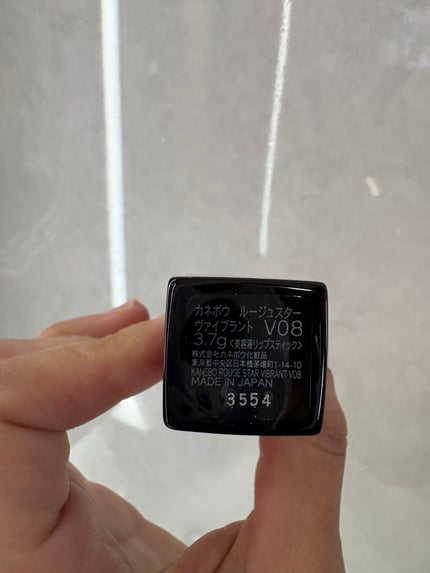 カネボウ ルージュスター
ヴァイブラント V08
3.7g<美容液リップスティック>
株式会社カネボウ化粧品
東京都中央区日本橋茅場町1-14-10
KANEBO ROUGE STAR VIBRANT・V08
MADE IN JAPAN
3554